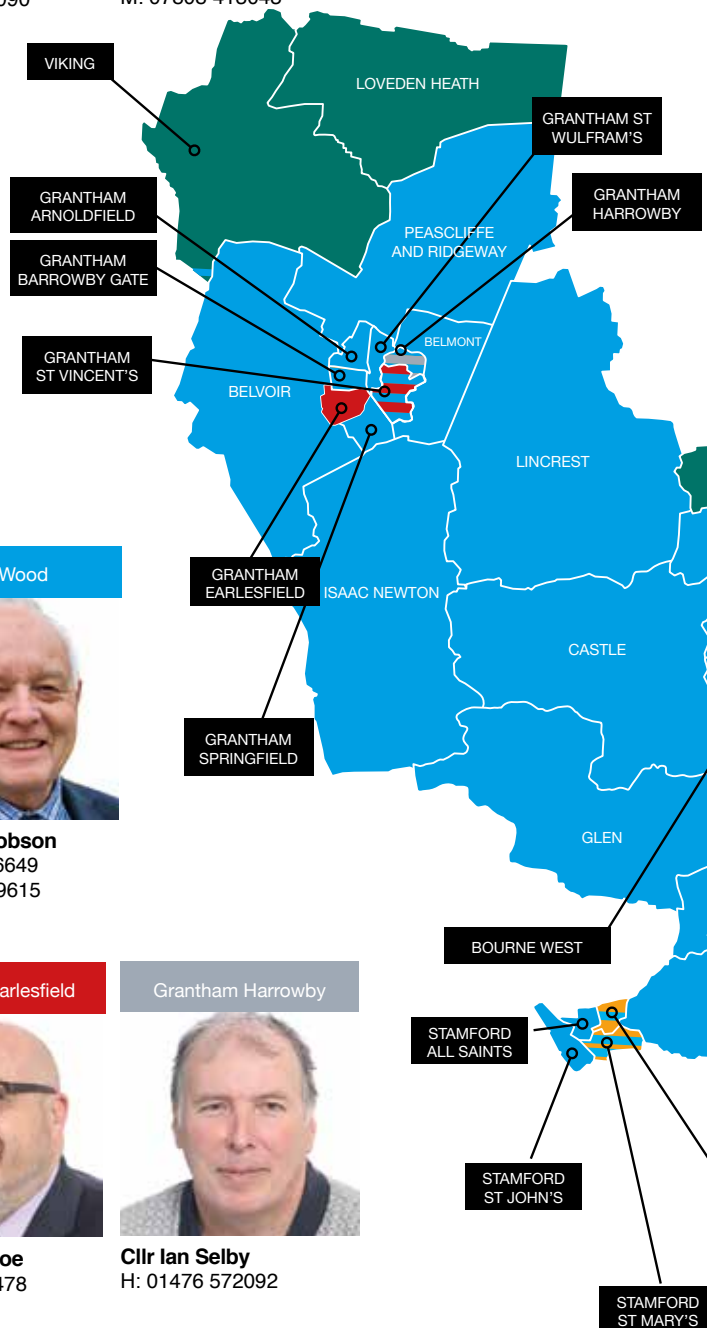 VIKING
LOVEDEN HEATH
GRANTHAM ST
WULFRAM'S
GRANTHAM
ARNOLDFIELD
GRANTHAM
HARROWBY
PEASCLIFFE
AND RIDGEWAY
GRANTHAM
BARROWBY GATE
BELMONT
GRANTHAM
ST VINCENT'S
BELVOIR
LINCREST
Wood
GRANTHAM
EARLESFIELD
ISAAC NEWTON
CASTLE
GRANTHAM
SPRINGFIELD
obson
6649
9615
GLEN
BOURNE WEST
arlesfield
Grantham Harrowby
STAMFORD
ALL SAINTS
STAMFORD
ST JOHN'S
oe
478
Cllr Ian Selby
H: 01476 572092
STAMFORD
ST MARY'S